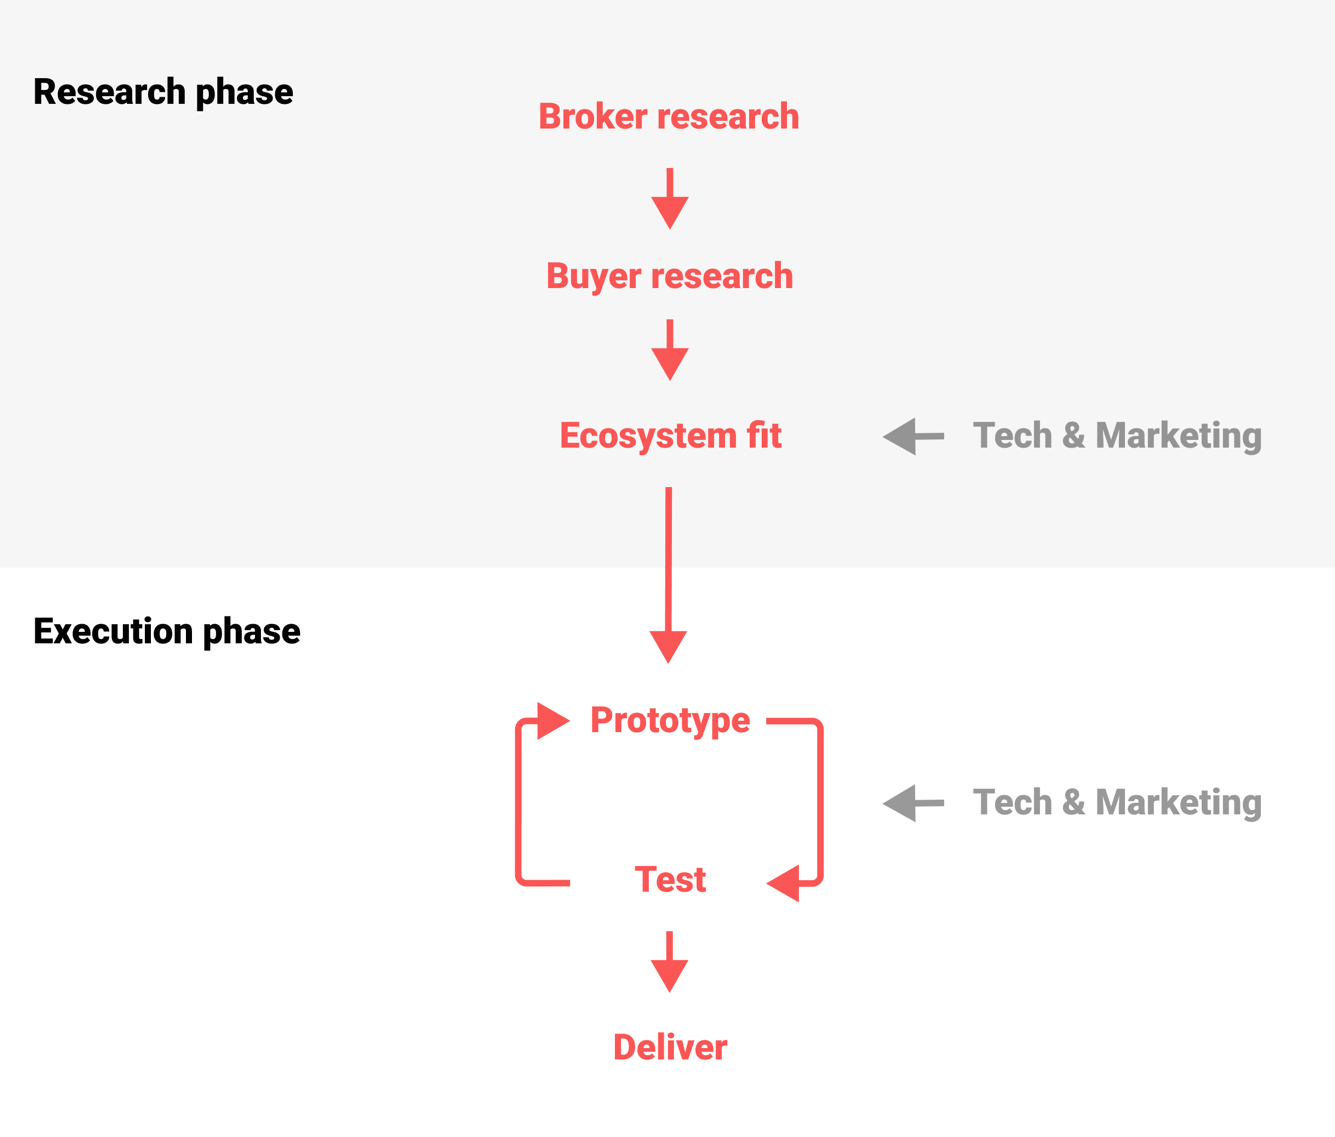 Research phase
Broker research
Buyer research
Ecosystem fit
Tech & Marketing
Execution phase
Prototype
Tech & Marketing
Test
Deliver